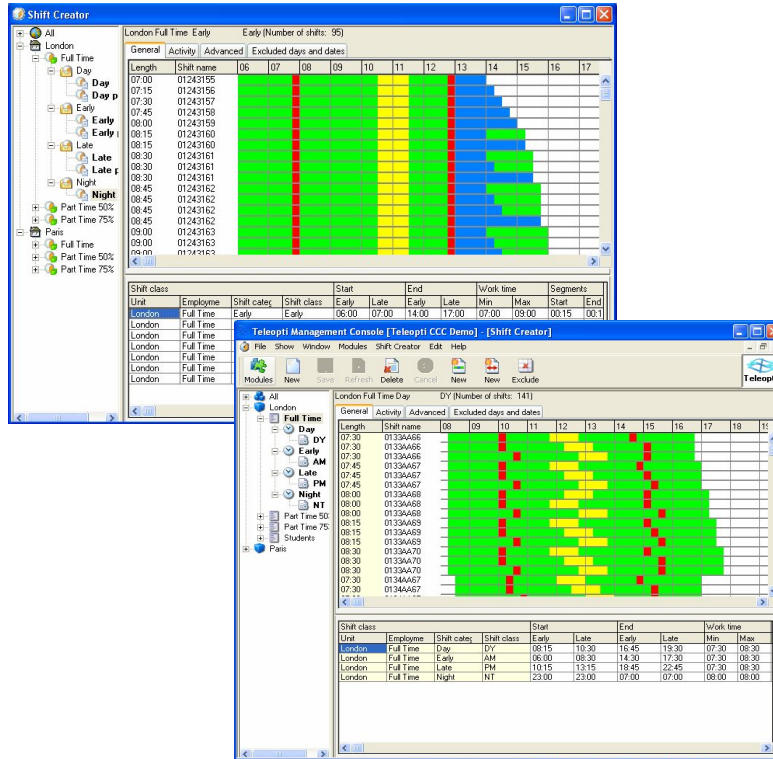 Shift Creator
All
London
Full Time
Day
Day
Day p
Early
Early
Early
Late
Late
Late p
Night
Night
Part Time 50%
Part Time 75%
Paris
Full Time
Part Time 50%
Part Time 75%
London Full Time Early Early (Number of shifts: 95)
General Activity Advanced Excluded days and dates
Length Shift name 06 07 08 09 10 11 12 13 14 15 16 17
07:00 01243155
07:15 01243156
07:30 01243157
07:45 01243158
08:00 01243159
08:15 01243160
08:15 01243160
08:30 01243161
08:30 01243161
08:30 01243161
08:45 01243162
08:45 01243162
08:45 01243162
08:45 01243162
09:00 01243163
09:00 01243163
09:00 01243163
Shift class Start End Work time Segments
Unit Employme Shift categ Shift class Early Late Early Late Min Max Start End
London Full Time Early Early 06:00 07:00 14:00 17:00 07:00 09:00 00:15 00:1
London Full Time
London Full Time
London Full Time
London Full Time
London Full Time
London Full Time
Teleopti Management Console [Teleopti CCC Demo] - [Shift Creator]
File Show Window Modules Shift Creator Edit Help
Modules New Save Refresh Delete Cancel New New Exclude
Teleopt
All
London
Full Time
Day
DY
Early
AM
Late
PM
Night
NT
Part Time 50
Part Time 75
Students
Paris
London Full Time Day DY (Number of shifts: 141)
General Activity Advanced Excluded days and dates
Length Shift name 08 09 10 11 12 13 14 15 16 17 18 19
07:30 0133AA66
07:30 0133AA66
07:30 0133AA66
07:45 0133AA67
07:45 0133AA67
07:45 0133AA67
08:00 0133AA68
08:00 0133AA68
08:00 0133AA68
08:15 0133AA69
08:15 0133AA69
08:15 0133AA69
08:30 0133AA70
08:30 0133AA70
08:30 0133AA70
07:30 0134AA67
07:30 0134AA67
Shift class Start End Work time
Unit Employme Shift categ Shift class Early Late Early Late Min Max
London Full Time Day DY 08:15 10:30 16:45 19:30 07:30 08:30
London Full Time Early AM 06:00 08:30 14:30 17:30 07:30 08:30
London Full Time Late PM 10:15 13:15 18:45 22:45 07:30 08:30
London Full Time Night NT 23:00 23:00 07:00 07:00 08:00 08:00